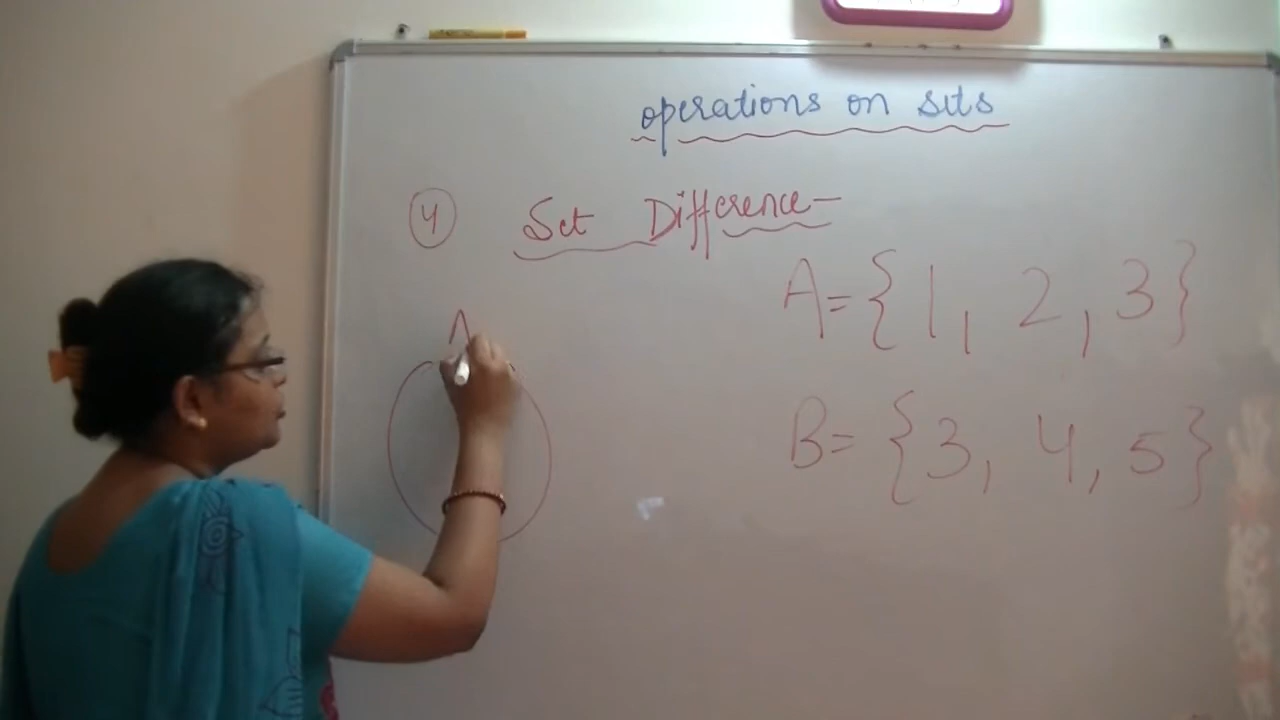 operations on sets
4 Set Difference-
A={1, 2, 3}
A
B={3, 4, 5}